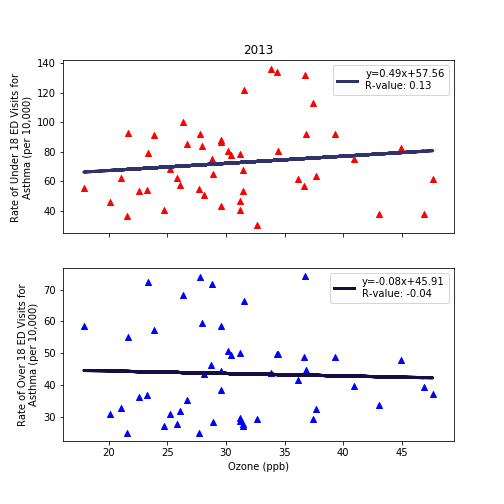 2013
Rate of Under 18 ED Visits for
Asthma (per 10,000)
140
120
100
80
60
40
y=0.49x+57.56
R-value: 0.13
Rate of Over 18 ED Visits for
Asthma (per 10,000)
70
60
50
40
30
y=-0.08x+45.91
R-value: -0.04
20
25
30
35
40
45
Ozone (ppb)